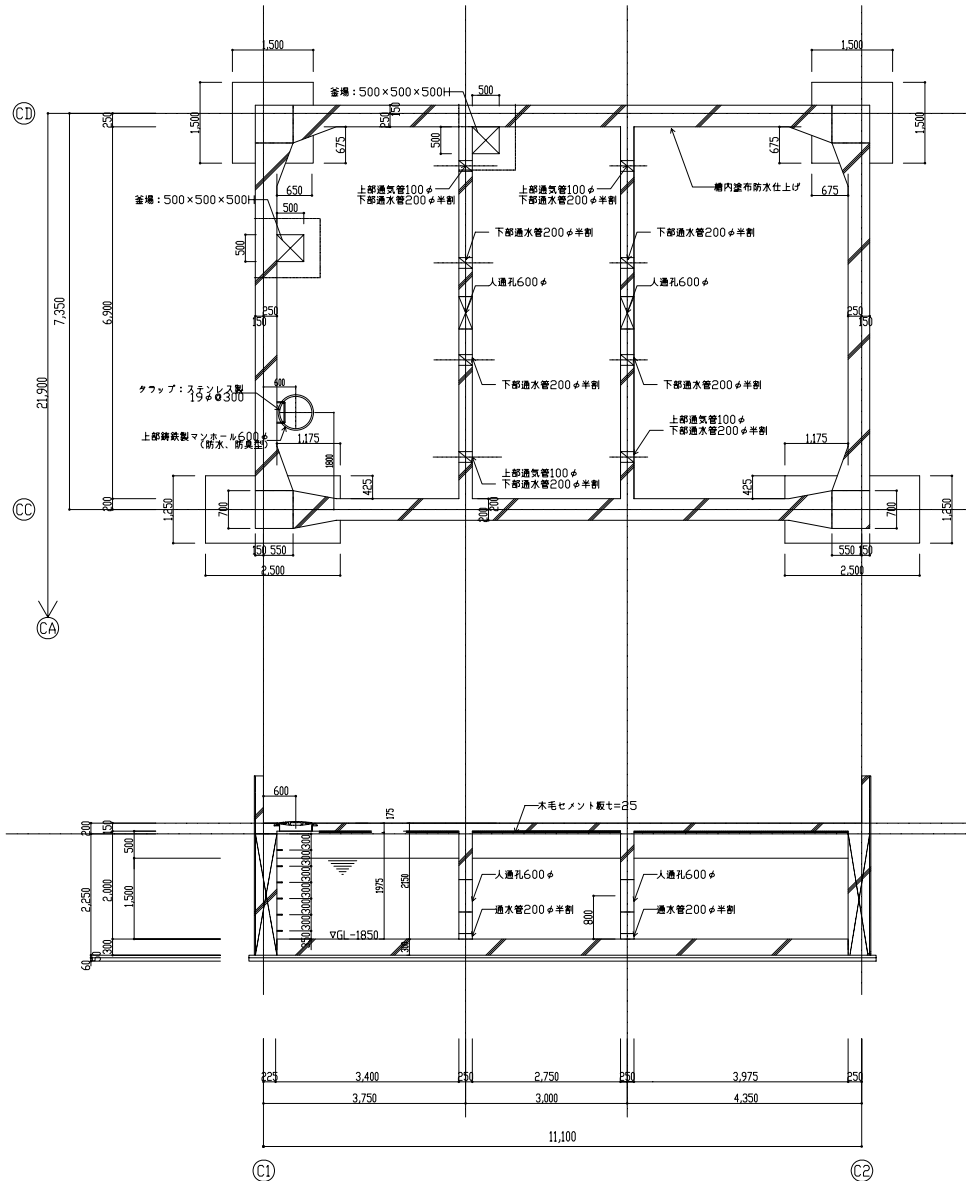 1,500
1,500
釜場：500×500×500H
500
CD
250
1,500
150
250
500
675
675
1,500
上部通気管100φ
下部通水管200φ半割
上部通気管100φ
下部通水管200φ半割
槽内塗布防水仕上げ
650
675
釜場：500×500×500H
500
500
下部通水管200φ半割
下部通水管200φ半割
人通孔600φ
人通孔600φ
7,350
6,900
250
150
250
150
21,900
タラップ：ステンレス製
19φ@300
600
下部通水管200φ半割
下部通水管200φ半割
上部鋳鉄製マンホール600φ
（防水、防臭型）
1,175
1800
上部通気管100φ
下部通水管200φ半割
1,175
上部通気管100φ
下部通水管200φ半割
CC
200
1,250
700
425
200
200
425
700
1,250
150 550
550 150
2,500
2,500
CA
600
175
木毛セメント板t=25
200
150
500
300
300
300
300
300
300
350
2,250
2,000
1,500
1975
2150
人通孔600φ
人通孔600φ
800
通水管200φ半割
通水管200φ半割
▽GL-1850
300
300
50
60
225
3,400
250
2,750
250
3,975
250
3,750
3,000
4,350
11,100
C1
C2